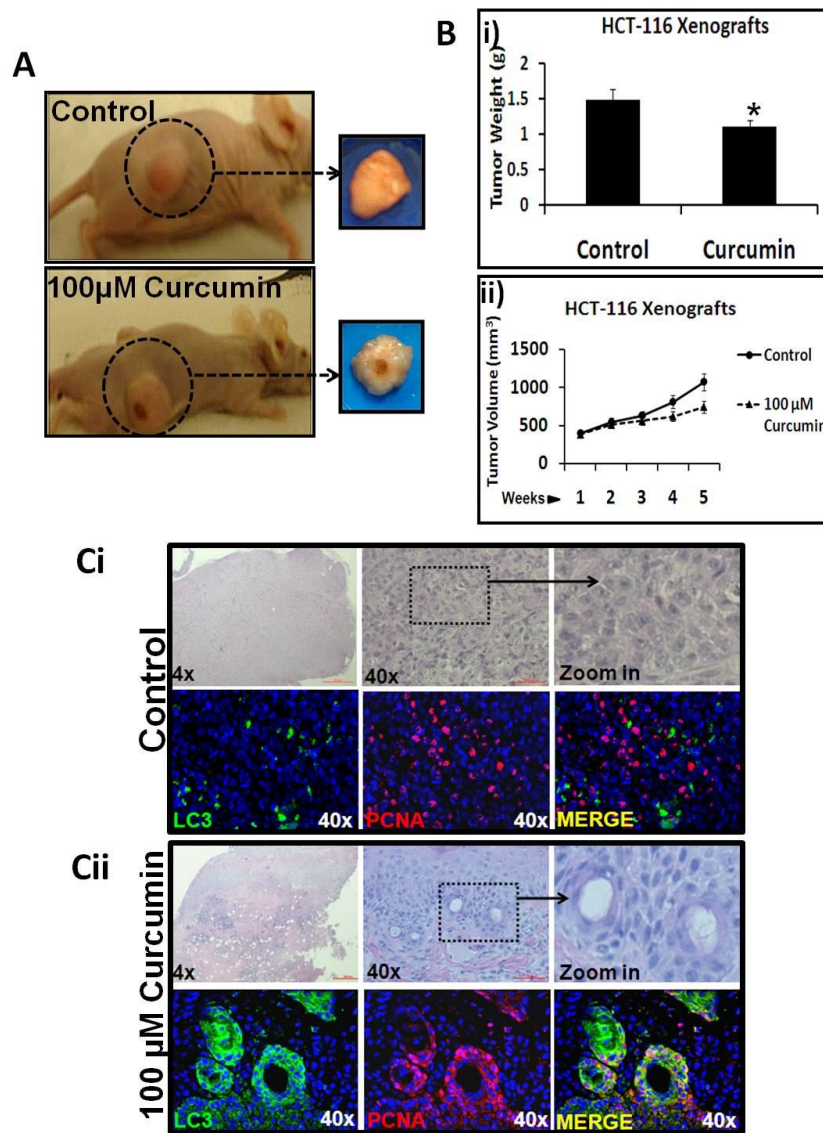 A
Control
100µM Curcumin
B
i)
HCT-116 Xenografts
Tumor Weight (g)
2
1.5
1
0.5
0
*
Control Curcumin
ii)
HCT-116 Xenografts
Tumor Volume (mm³)
1500
1000
500
0
Control
100 µM
Curcumin
Weeks 1 2 3 4 5
Ci
Control
4x
40x
Zoom in
LC3 40x
PCNA 40x
MERGE
Cii
100 µM Curcumin
4x
40x
Zoom in
LC3 40x
PCNA 40x
MERGE 40x